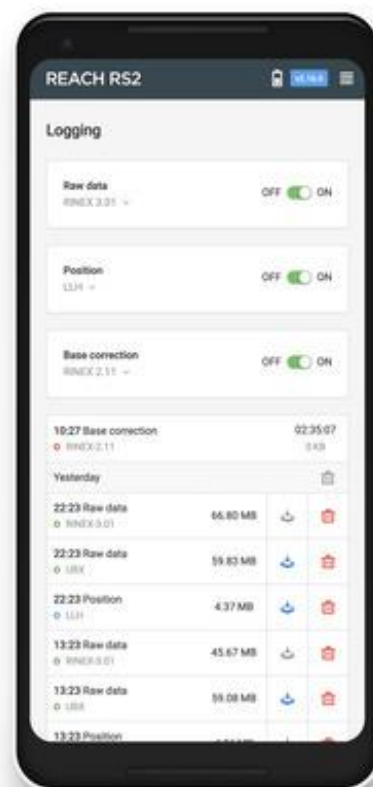 REACH RS2
Logging
Raw data
RINEX 3.01
OFF ON
Position
LLH
OFF ON
Base correction
RINEX 2.11
OFF ON
10:27 Base correction 02:35:07
RINEX 2.11 0 KB
Yesterday
22:23 Raw data 66.80 MB
RINEX 3.01
22:23 Raw data 59.83 MB
UBX
22:23 Position 4.37 MB
LLH
13:23 Raw data 45.67 MB
RINEX 3.01
13:23 Raw data 59.08 MB
UBX
13:23 Position